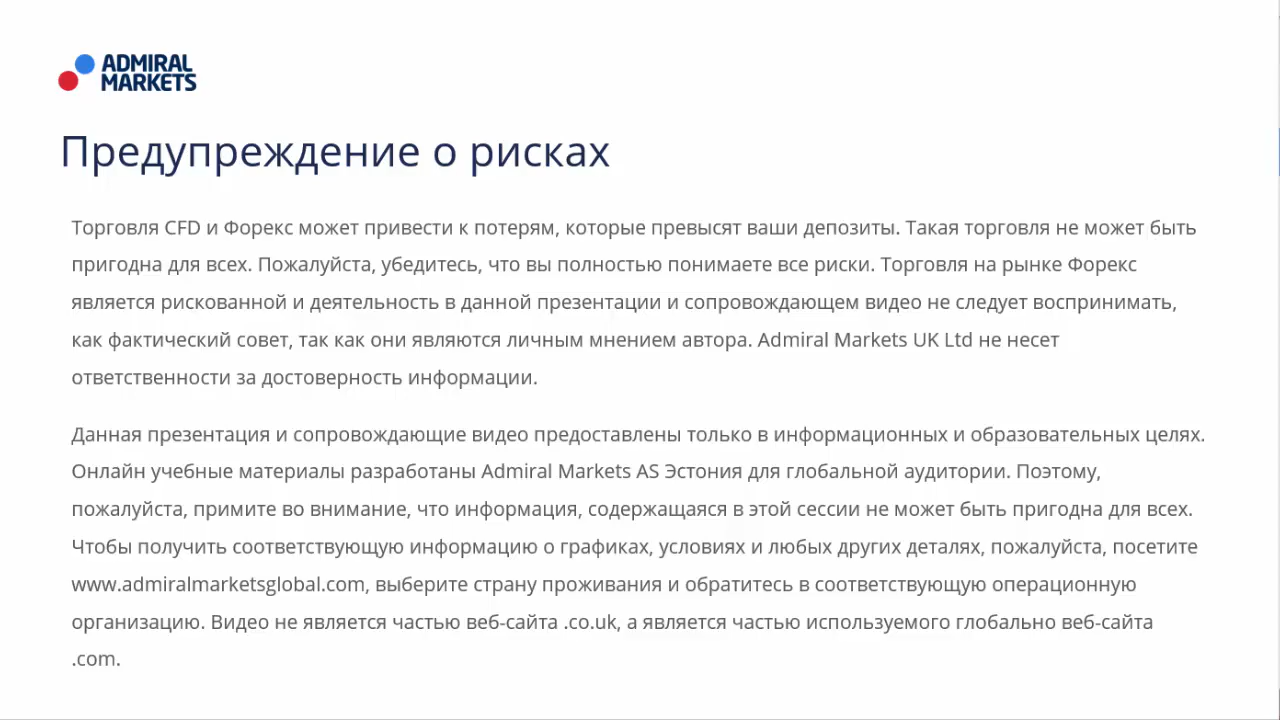 ADMIRAL
MARKETS
Предупреждение о рисках
Торговля CFD и Форекс может привести к потерям, которые превысят ваши депозиты. Такая торговля не может быть
пригодна для всех. Пожалуйста, убедитесь, что вы полностью понимаете все риски. Торговля на рынке Форекс
является рискованной и деятельность в данной презентации и сопровождающем видео не следует воспринимать,
как фактический совет, так как они являются личным мнением автора. Admiral Markets UK Ltd не несет
ответственности за достоверность информации.
Данная презентация и сопровождающие видео предоставлены только в информационных и образовательных целях.
Онлайн учебные материалы разработаны Admiral Markets AS Эстония для глобальной аудитории. Поэтому,
пожалуйста, примите во внимание, что информация, содержащаяся в этой сессии не может быть пригодна для всех.
Чтобы получить соответствующую информацию о графиках, условиях и любых других деталях, пожалуйста, посетите
www.admiralmarketsglobal.com, выберите страну проживания и обратитесь в соответствующую операционную
организацию. Видео не является частью веб-сайта .co.uk, а является частью используемого глобально веб-сайта
.com.